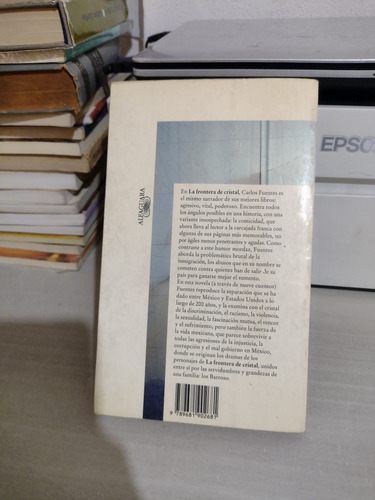 ALFAGUARA
EPSO
En La frontera de cristal, Carlos Fuentes es
el mismo narrador de sus mejores libros:
agresivo, vital, poderoso. Encuentra todos
los ángulos posibles en una historia, con una
variante insospechada: la comicidad, que
ahora lleva al lector a la carcajada franca con
algunas de sus páginas más memorables, no
por ágiles menos penetrantes y agudas. Como
contraste a este humor mordaz, Fuentes
aborda la problemática brutal de la
inmigración, los abusos que en su nombre se
cometen contra quienes han de salir de su
país para ganarse mejor el sustento.
En esta novela (a través de nueve cuentos)
Fuentes reproduce la separación que se ha
dado entre México y Estados Unidos a lo
largo de 200 años, y la examina con el cristal
de la discriminación, el racismo, la violencia,
la sexualidad, la fascinación mutua, el rencor
y el sufrimiento, pero también la fuerza de
la vida mexicana, que parece sobrevivir a
todas las agresiones de la injusticia, la
corrupción y el mal gobierno en México,
donde se originan los dramas de los
personajes de La frontera de cristal, unidos
entre sí por las servidumbres y grandezas de
una familia: los Barroso.
9 789681 902681